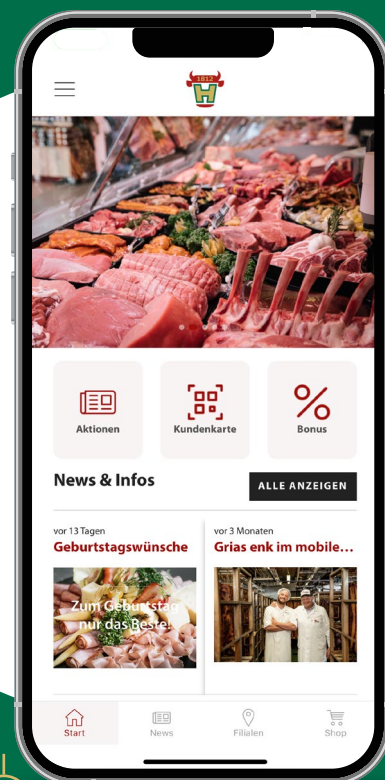 1812
H
Aktionen
Kundenkarte
Bonus
News & Infos
ALLE ANZEIGEN
vor 13 Tagen
Geburtstagswünsche
vor 3 Monaten
Grias enk im mobile...
Zum Geburtstag
nur das Beste!
Start
News
Filialen
Shop